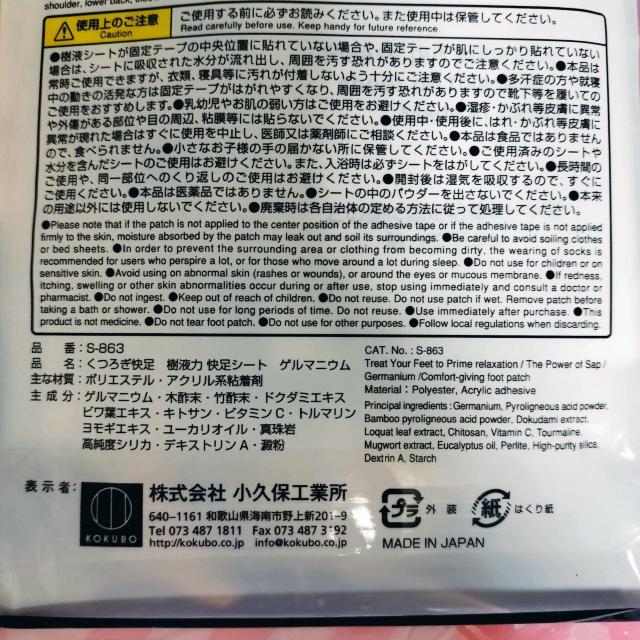 shoulder, lower back,
使用上のご注意
Caution
ご使用する前に必ずお読みください。また使用中は保管してください。
Read carefully before use. Keep handy for future reference.
●樹液シートが固定テープの中央位置に貼れていない場合や、固定テープが肌にしっかり貼れていない
場合は、シートに吸収された水分が流れ出し、周囲を汚す恐れがありますのでご注意ください。●本品は
常時ご使用できますが、衣類、寝具等に汚れが付着しないよう十分にご注意ください。●多汗症の方や就寝
中の動きの活発な方は固定テープがはがれやすくなり、周囲を汚す恐れがありますので靴下等を履いての
ご使用をおすすめします。●乳幼児やお肌の弱い方はご使用をお避けください。●湿疹・かぶれ等皮膚に異常
や外傷がある部位や目の周辺、粘膜等には貼らないでください。●使用中・使用後に、はれ・かぶれ等皮膚に
異常が現れた場合はすぐに使用を中止し、医師又は薬剤師にご相談ください。●本品は食品ではありません
ので、食べられません。●小さなお子様の手の届かない所に保管してください。●ご使用済みのシートや
水分を含んだシートのご使用はお避けください。また、入浴時は必ずシートをはがしてください。●長時間の
ご使用や、同一部位へのくり返しのご使用はお避けください。●開封後は湿気を吸収するので、すぐに
ご使用ください。●本品は医薬品ではありません。●シートの中のパウダーを出さないでください。●本来
の用途以外には使用しないでください。●廃棄時は各自治体の定める方法に従って処理してください。
●Please note that if the patch is not applied to the center position of the adhesive tape or if the adhesive tape is not applied
firmly to the skin, moisture absorbed by the patch may leak out and soil its surroundings. ●Be careful to avoid soiling clothes
or bed sheets. ●In order to prevent the surrounding area or clothing from becoming dirty, the wearing of socks is
recommended for users who perspire a lot, or for those who move around a lot during sleep. ●Do not use for children or on
sensitive skin. ●Avoid using on abnormal skin (rashes or wounds), or around the eyes or mucous membrane. ●If redness,
itching, swelling or other skin abnormalities occur during or after use, stop using immediately and consult a doctor or
pharmacist. ●Do not ingest. ●Keep out of reach of children. ●Do not reuse. Do not use patch if wet. Remove patch before
taking a bath or shower. ●Do not use for long periods of time. Do not reuse. ●Use immediately after purchase. ●This
product is not medicine. ●Do not tear foot patch. ●Do not use for other purposes. ●Follow local regulations when discarding.
品 番：S-863
品 名：くつろぎ快足 樹液力 快足シート ゲルマニウム
主な材質：ポリエステル・アクリル系粘着剤
主 成 分：ゲルマニウム・木酢末・竹酢末・ドクダミエキス
ビワ葉エキス・キトサン・ビタミンC・トルマリン
ヨモギエキス・ユーカリオイル・真珠岩
高純度シリカ・デキストリンA・澱粉
CAT. No. : S-863
Treat Your Feet to Prime relaxation / The Power of Sap /
Germanium /Comfort-giving foot patch
Material : Polyester, Acrylic adhesive
Principal ingredients : Germanium, Pyroligneous acid powder,
Bamboo pyroligneous acid powder, Dokudami extract,
Loquat leaf extract, Chitosan, Vitamin C, Tourmaline,
Mugwort extract, Eucalyptus oil, Perlite, High-purity silica,
Dextrin A, Starch
表示者：
KOKUBO
株式会社 小久保工業所
640-1161 和歌山県海南市野上新201-9
Tel 073 487 1811 Fax 073 487
http://kokubo.co.jp info@kokubo.co.jp
プラ 外 装
紙 はくり紙
MADE IN JAPAN